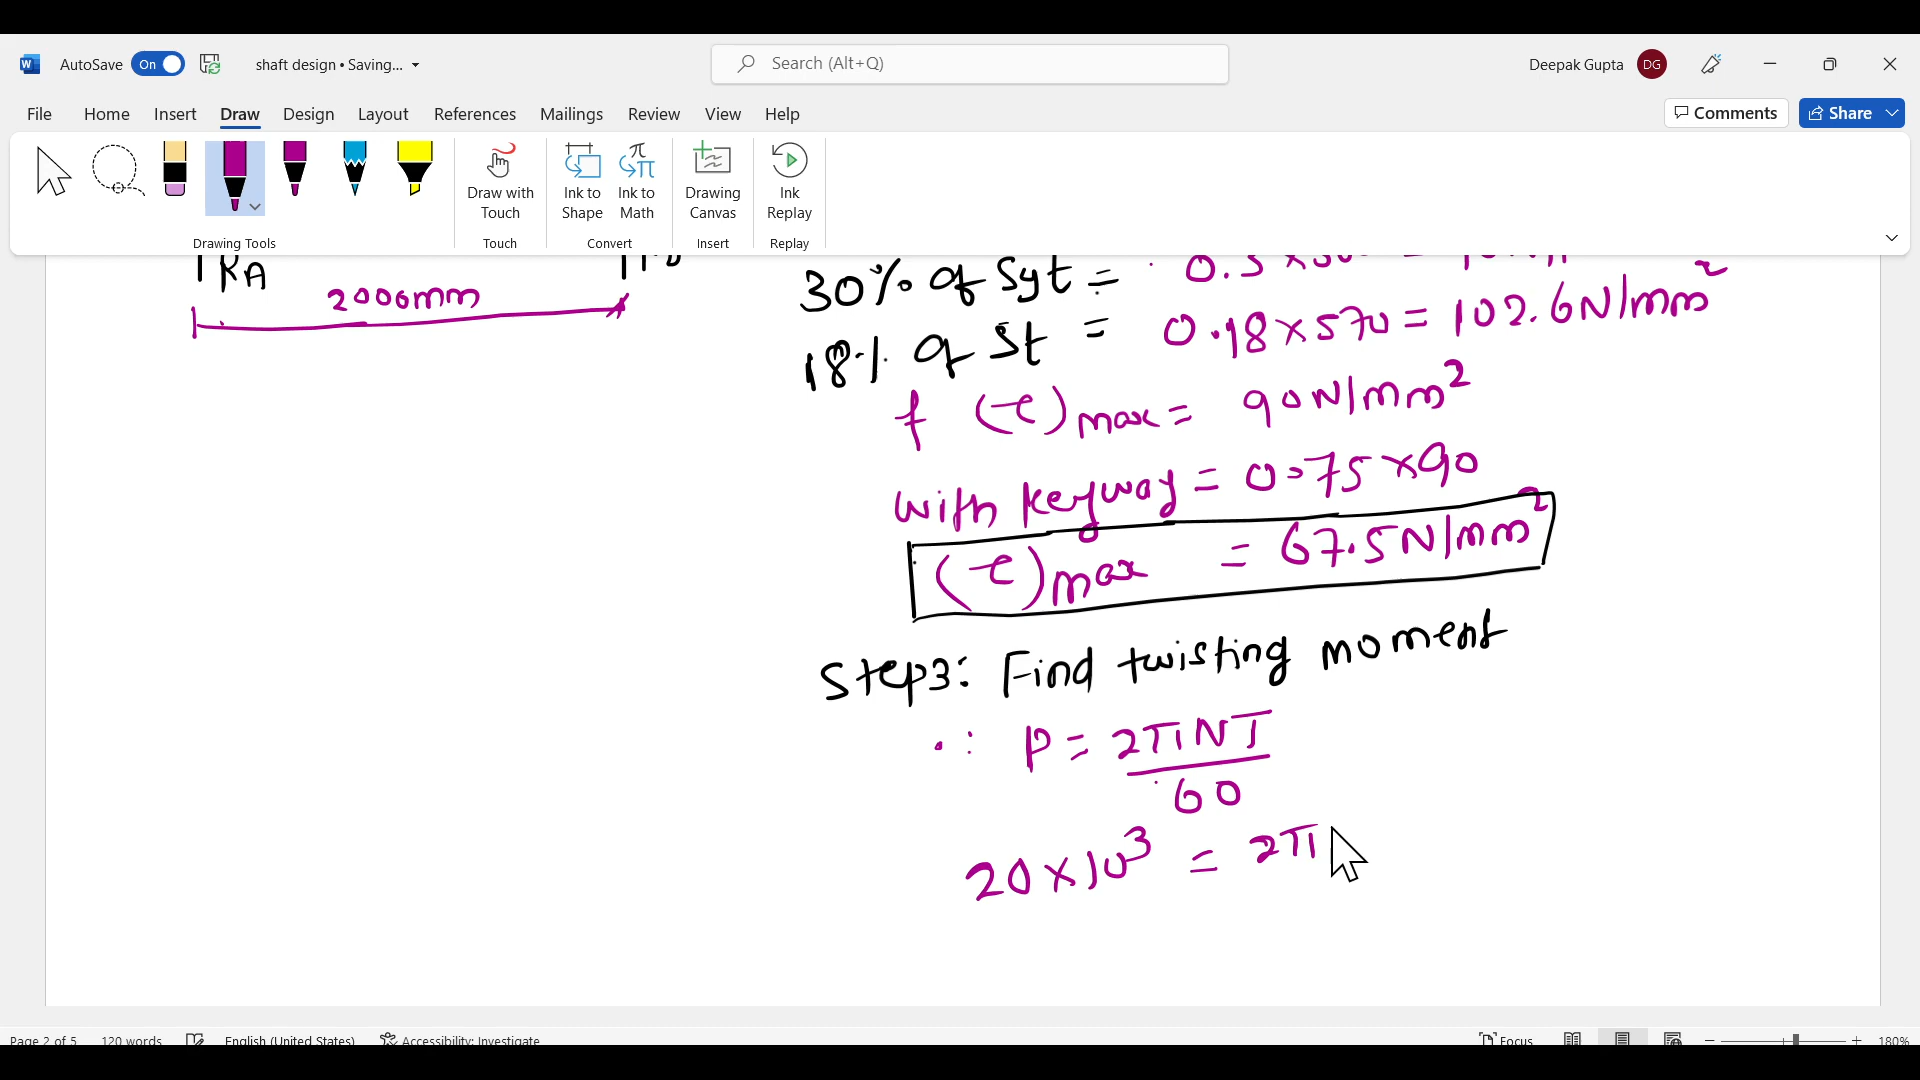 AutoSave On shaft design • Saving... Search (Alt+Q) Deepak Gupta DG
File Home Insert Draw Design Layout References Mailings Review View Help Comments Share
Draw with Touch
Ink to Shape
Ink to Math
Drawing Canvas
Ink Replay
Drawing Tools Touch Convert Insert Replay
RA
2000mm
30% of Syt =
18% of St = 0.18 × 570 = 102.6N/mm²
(τ)max = 90N/mm²
with keyway = 0.75 × 90
(τ)max = 67.5N/mm²
Step3: Find twisting moment
∴ P = 2πNT
60
20 × 10³ = 2π
Page 2 of 5 120 words English (United States) Accessibility: Investigate Focus 180%